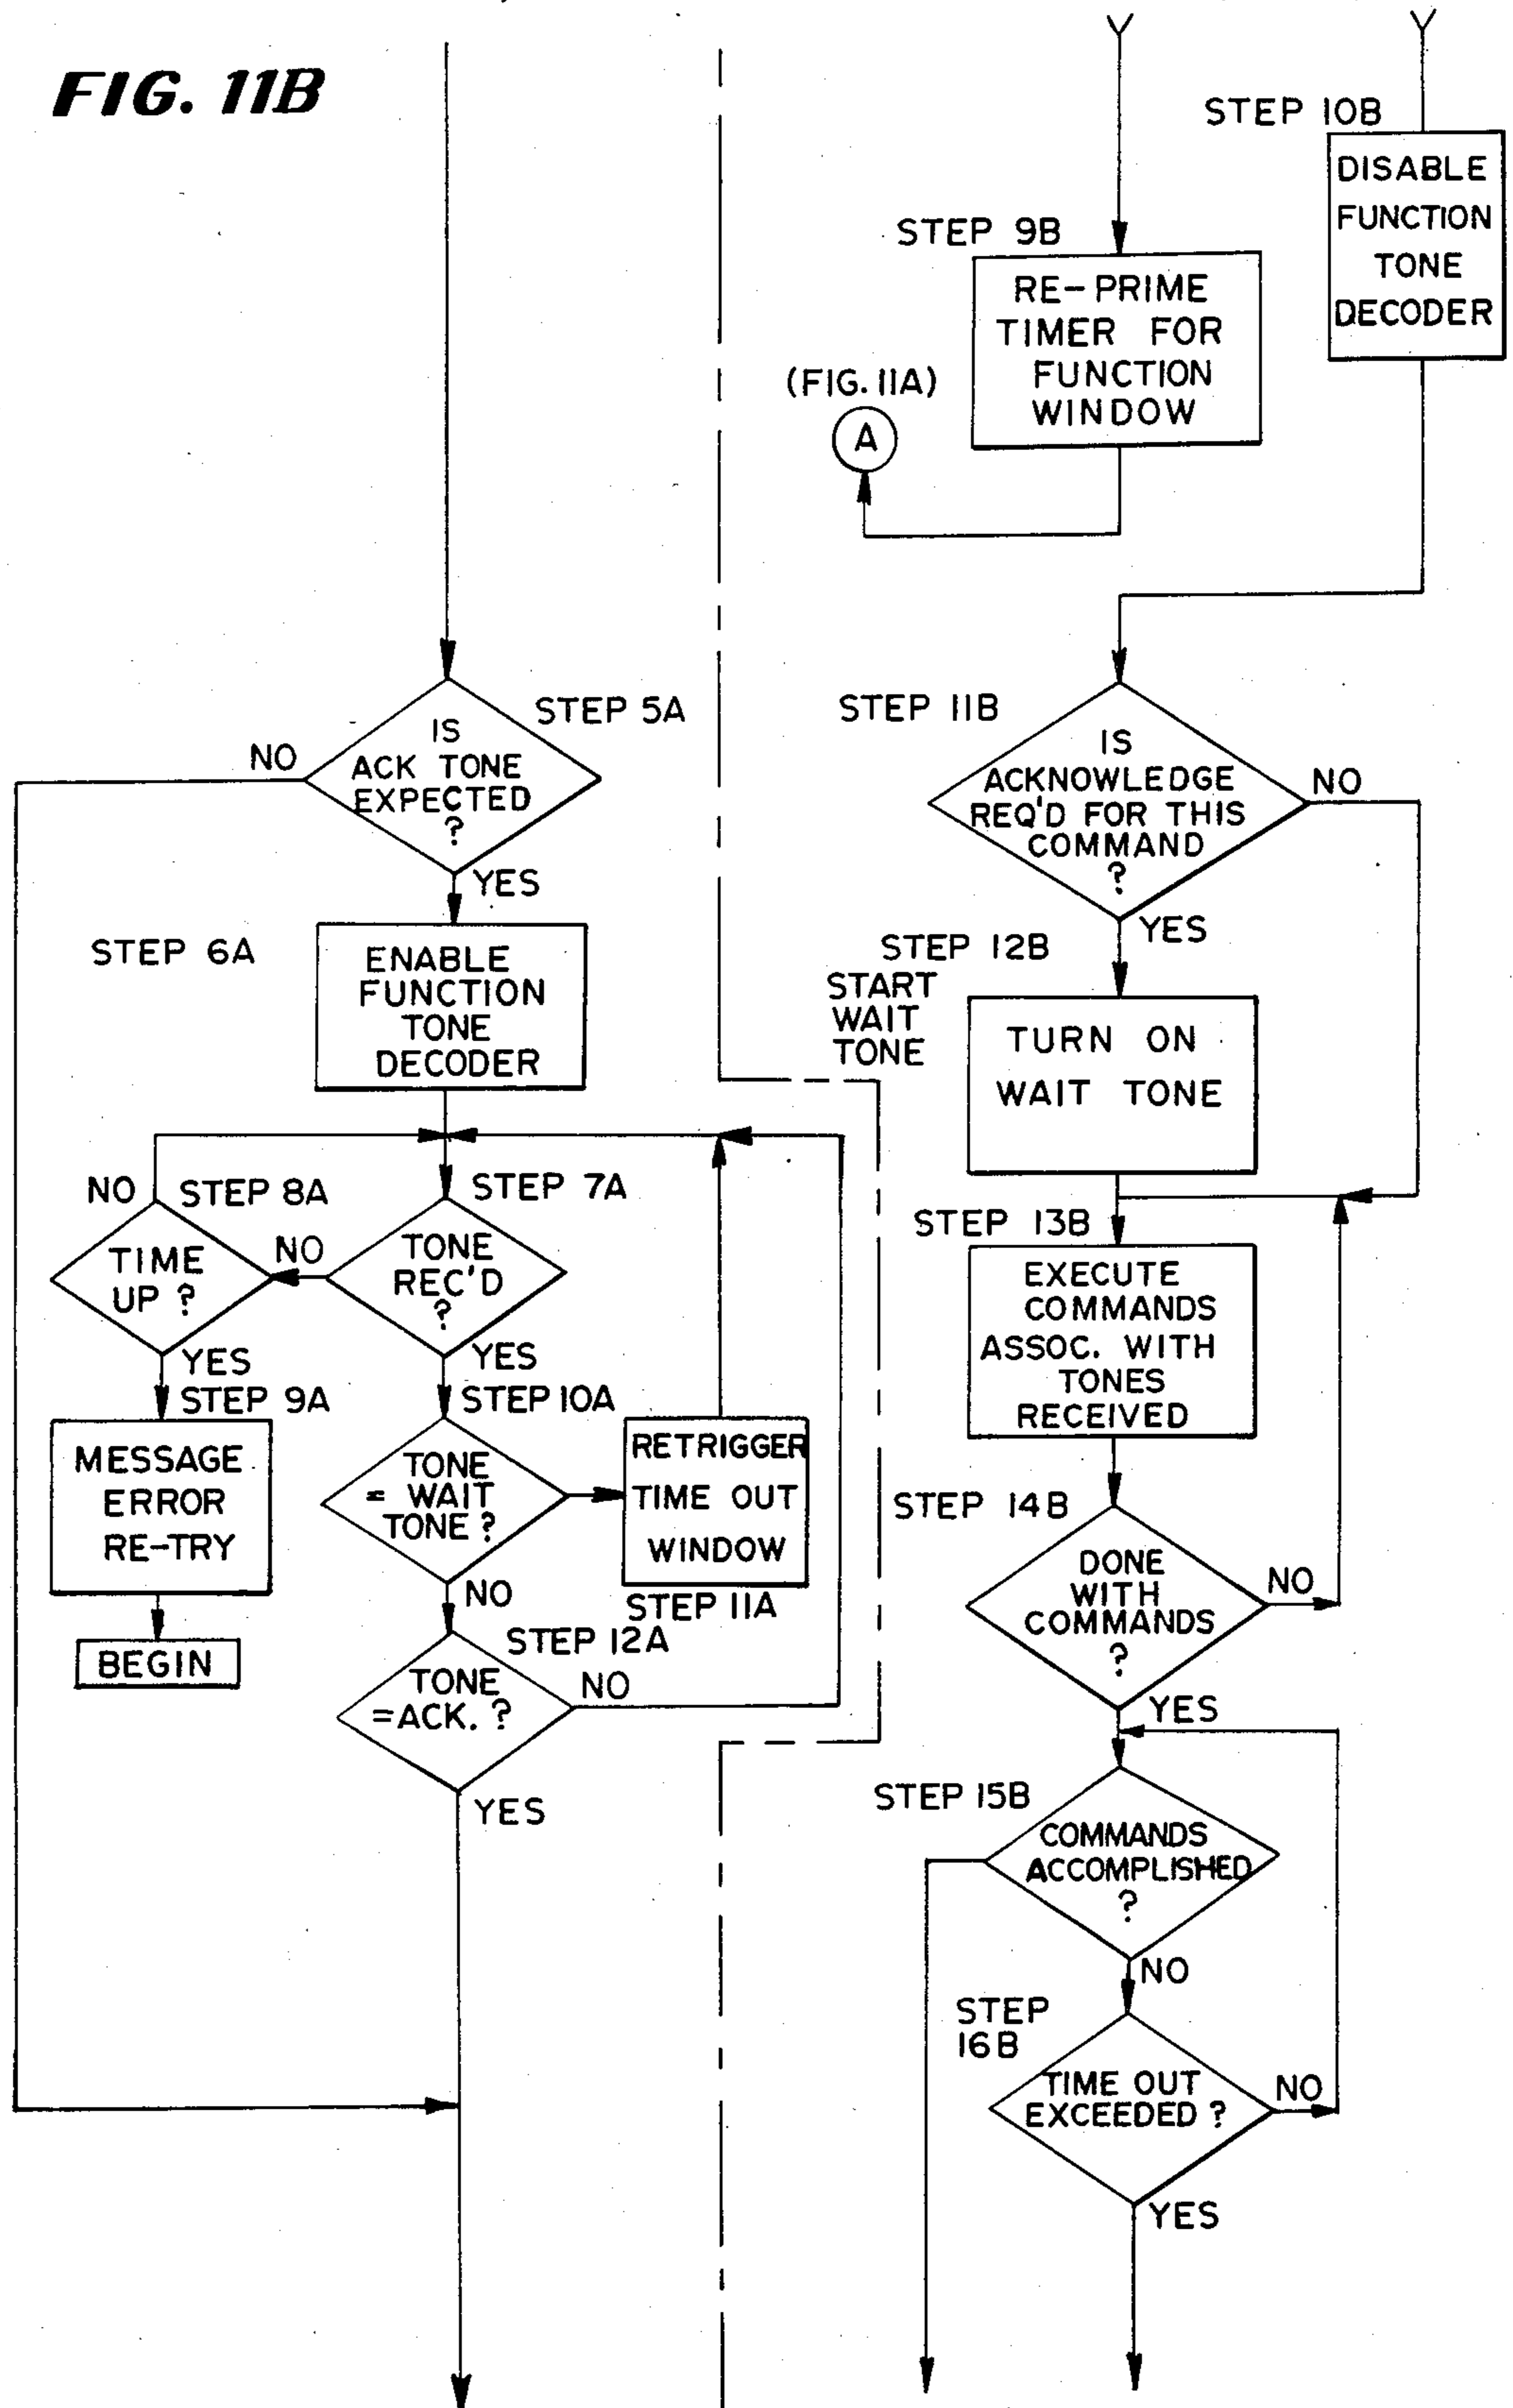 FIG. 11B
STEP 10B
DISABLE
FUNCTION
TONE
DECODER
STEP 9B
RE-PRIME
TIMER FOR
FUNCTION
WINDOW
(FIG. 11A)
A
STEP 5A
IS
ACK TONE
EXPECTED
?
NO
YES
STEP 6A
ENABLE
FUNCTION
TONE
DECODER
STEP 7A
TONE
REC'D
?
NO
YES
STEP 8A
TIME
UP ?
NO
YES
STEP 9A
MESSAGE
ERROR
RE-TRY
BEGIN
STEP 10A
TONE
= WAIT
TONE ?
NO
RETRIGGER
TIME OUT
WINDOW
STEP 11A
STEP 12A
TONE
=ACK. ?
NO
YES
STEP 11B
IS
ACKNOWLEDGE
REQ'D FOR THIS
COMMAND
?
NO
YES
STEP 12B
START
WAIT
TONE
TURN ON
WAIT TONE
STEP 13B
EXECUTE
COMMANDS
ASSOC. WITH
TONES
RECEIVED
STEP 14B
DONE
WITH
COMMANDS
?
NO
YES
STEP 15B
COMMANDS
ACCOMPLISHED
?
NO
STEP
16B
TIME OUT
EXCEEDED ?
NO
YES